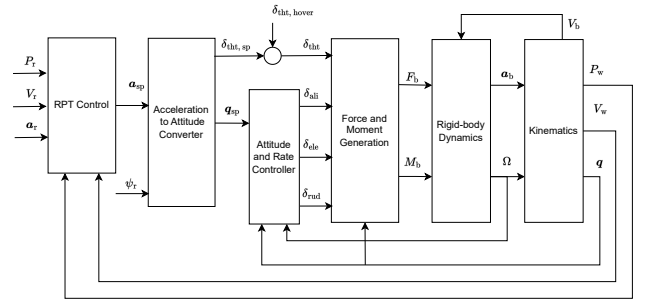 δtht, hover
Vb
Pr
Vr
ar
RPT Control
asp
Acceleration
to Attitude
Converter
ψr
δtht, sp
qsp
Attitude
and Rate
Controller
δtht
δali
δele
δrud
Force and
Moment
Generation
Fb
Mb
Rigid-body
Dynamics
ab
Ω
Kinematics
Pw
Vw
q